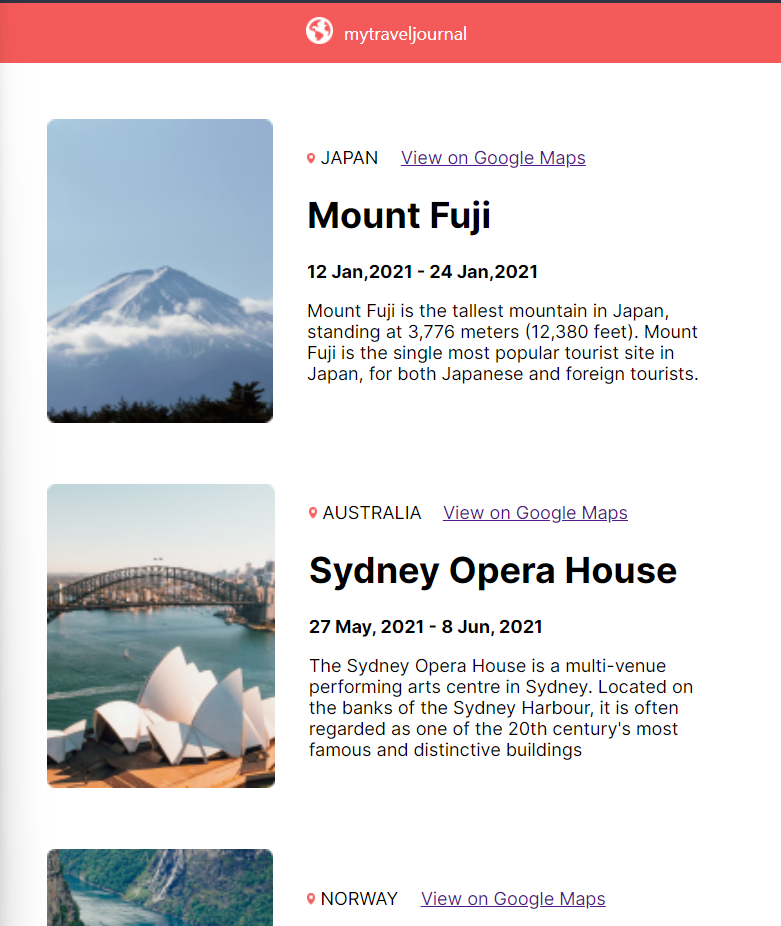 mytraveljournal
JAPAN View on Google Maps
Mount Fuji
12 Jan,2021 - 24 Jan,2021
Mount Fuji is the tallest mountain in Japan,
standing at 3,776 meters (12,380 feet). Mount
Fuji is the single most popular tourist site in
Japan, for both Japanese and foreign tourists.
AUSTRALIA View on Google Maps
Sydney Opera House
27 May, 2021 - 8 Jun, 2021
The Sydney Opera House is a multi-venue
performing arts centre in Sydney. Located on
the banks of the Sydney Harbour, it is often
regarded as one of the 20th century's most
famous and distinctive buildings
NORWAY View on Google Maps